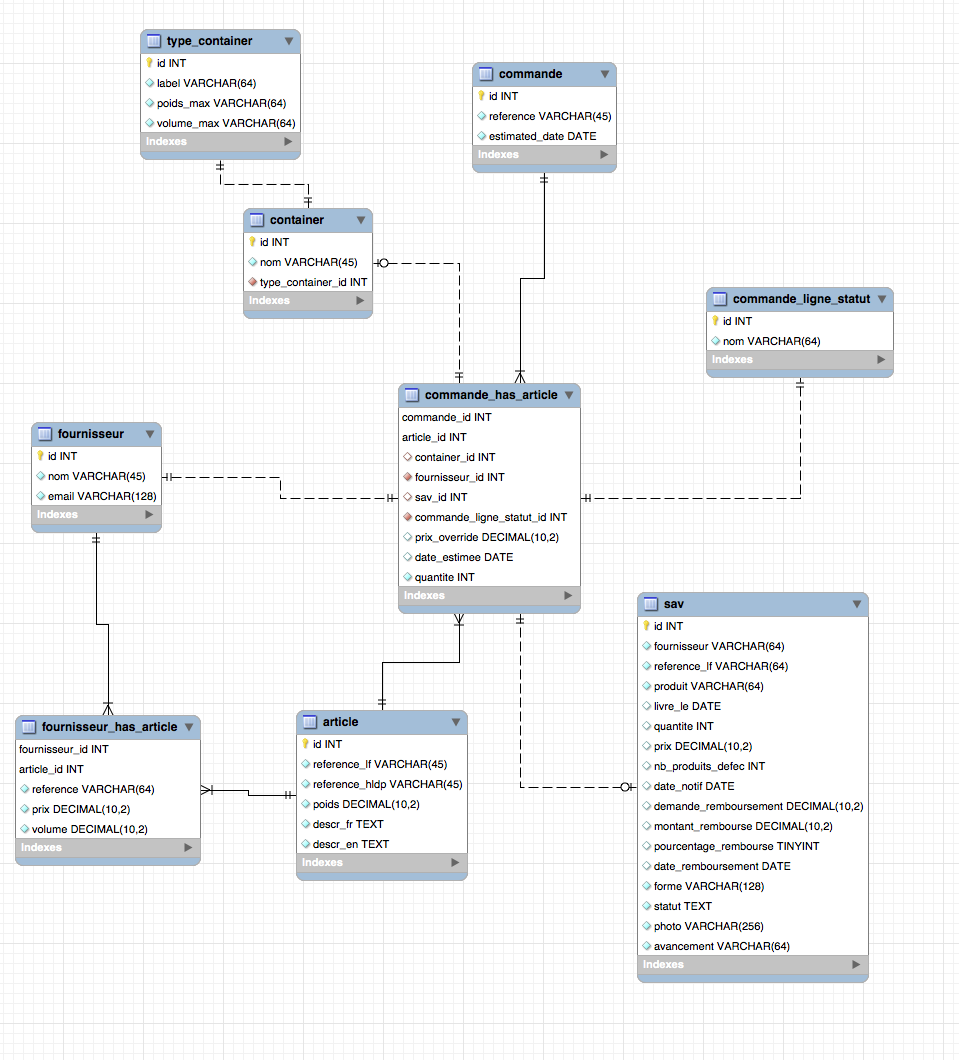 type_container
id INT
label VARCHAR(64)
poids_max VARCHAR(64)
volume_max VARCHAR(64)
Indexes
commande
id INT
reference VARCHAR(45)
estimated_date DATE
Indexes
container
id INT
nom VARCHAR(45)
type_container_id INT
Indexes
commande_ligne_statut
id INT
nom VARCHAR(64)
Indexes
commande_has_article
commande_id INT
article_id INT
container_id INT
fournisseur_id INT
sav_id INT
commande_ligne_statut_id INT
prix_override DECIMAL(10,2)
date_estimee DATE
quantite INT
Indexes
fournisseur
id INT
nom VARCHAR(45)
email VARCHAR(128)
Indexes
sav
id INT
fournisseur VARCHAR(64)
reference_lf VARCHAR(64)
produit VARCHAR(64)
livre_le DATE
quantite INT
prix DECIMAL(10,2)
nb_produits_defec INT
date_notif DATE
demande_remboursement DECIMAL(10,2)
montant_rembourse DECIMAL(10,2)
pourcentage_rembourse TINYINT
date_remboursement DATE
forme VARCHAR(128)
statut TEXT
photo VARCHAR(256)
avancement VARCHAR(64)
Indexes
fournisseur_has_article
fournisseur_id INT
article_id INT
reference VARCHAR(64)
prix DECIMAL(10,2)
volume DECIMAL(10,2)
Indexes
article
id INT
reference_lf VARCHAR(45)
reference_hldp VARCHAR(45)
poids DECIMAL(10,2)
descr_fr TEXT
descr_en TEXT
Indexes